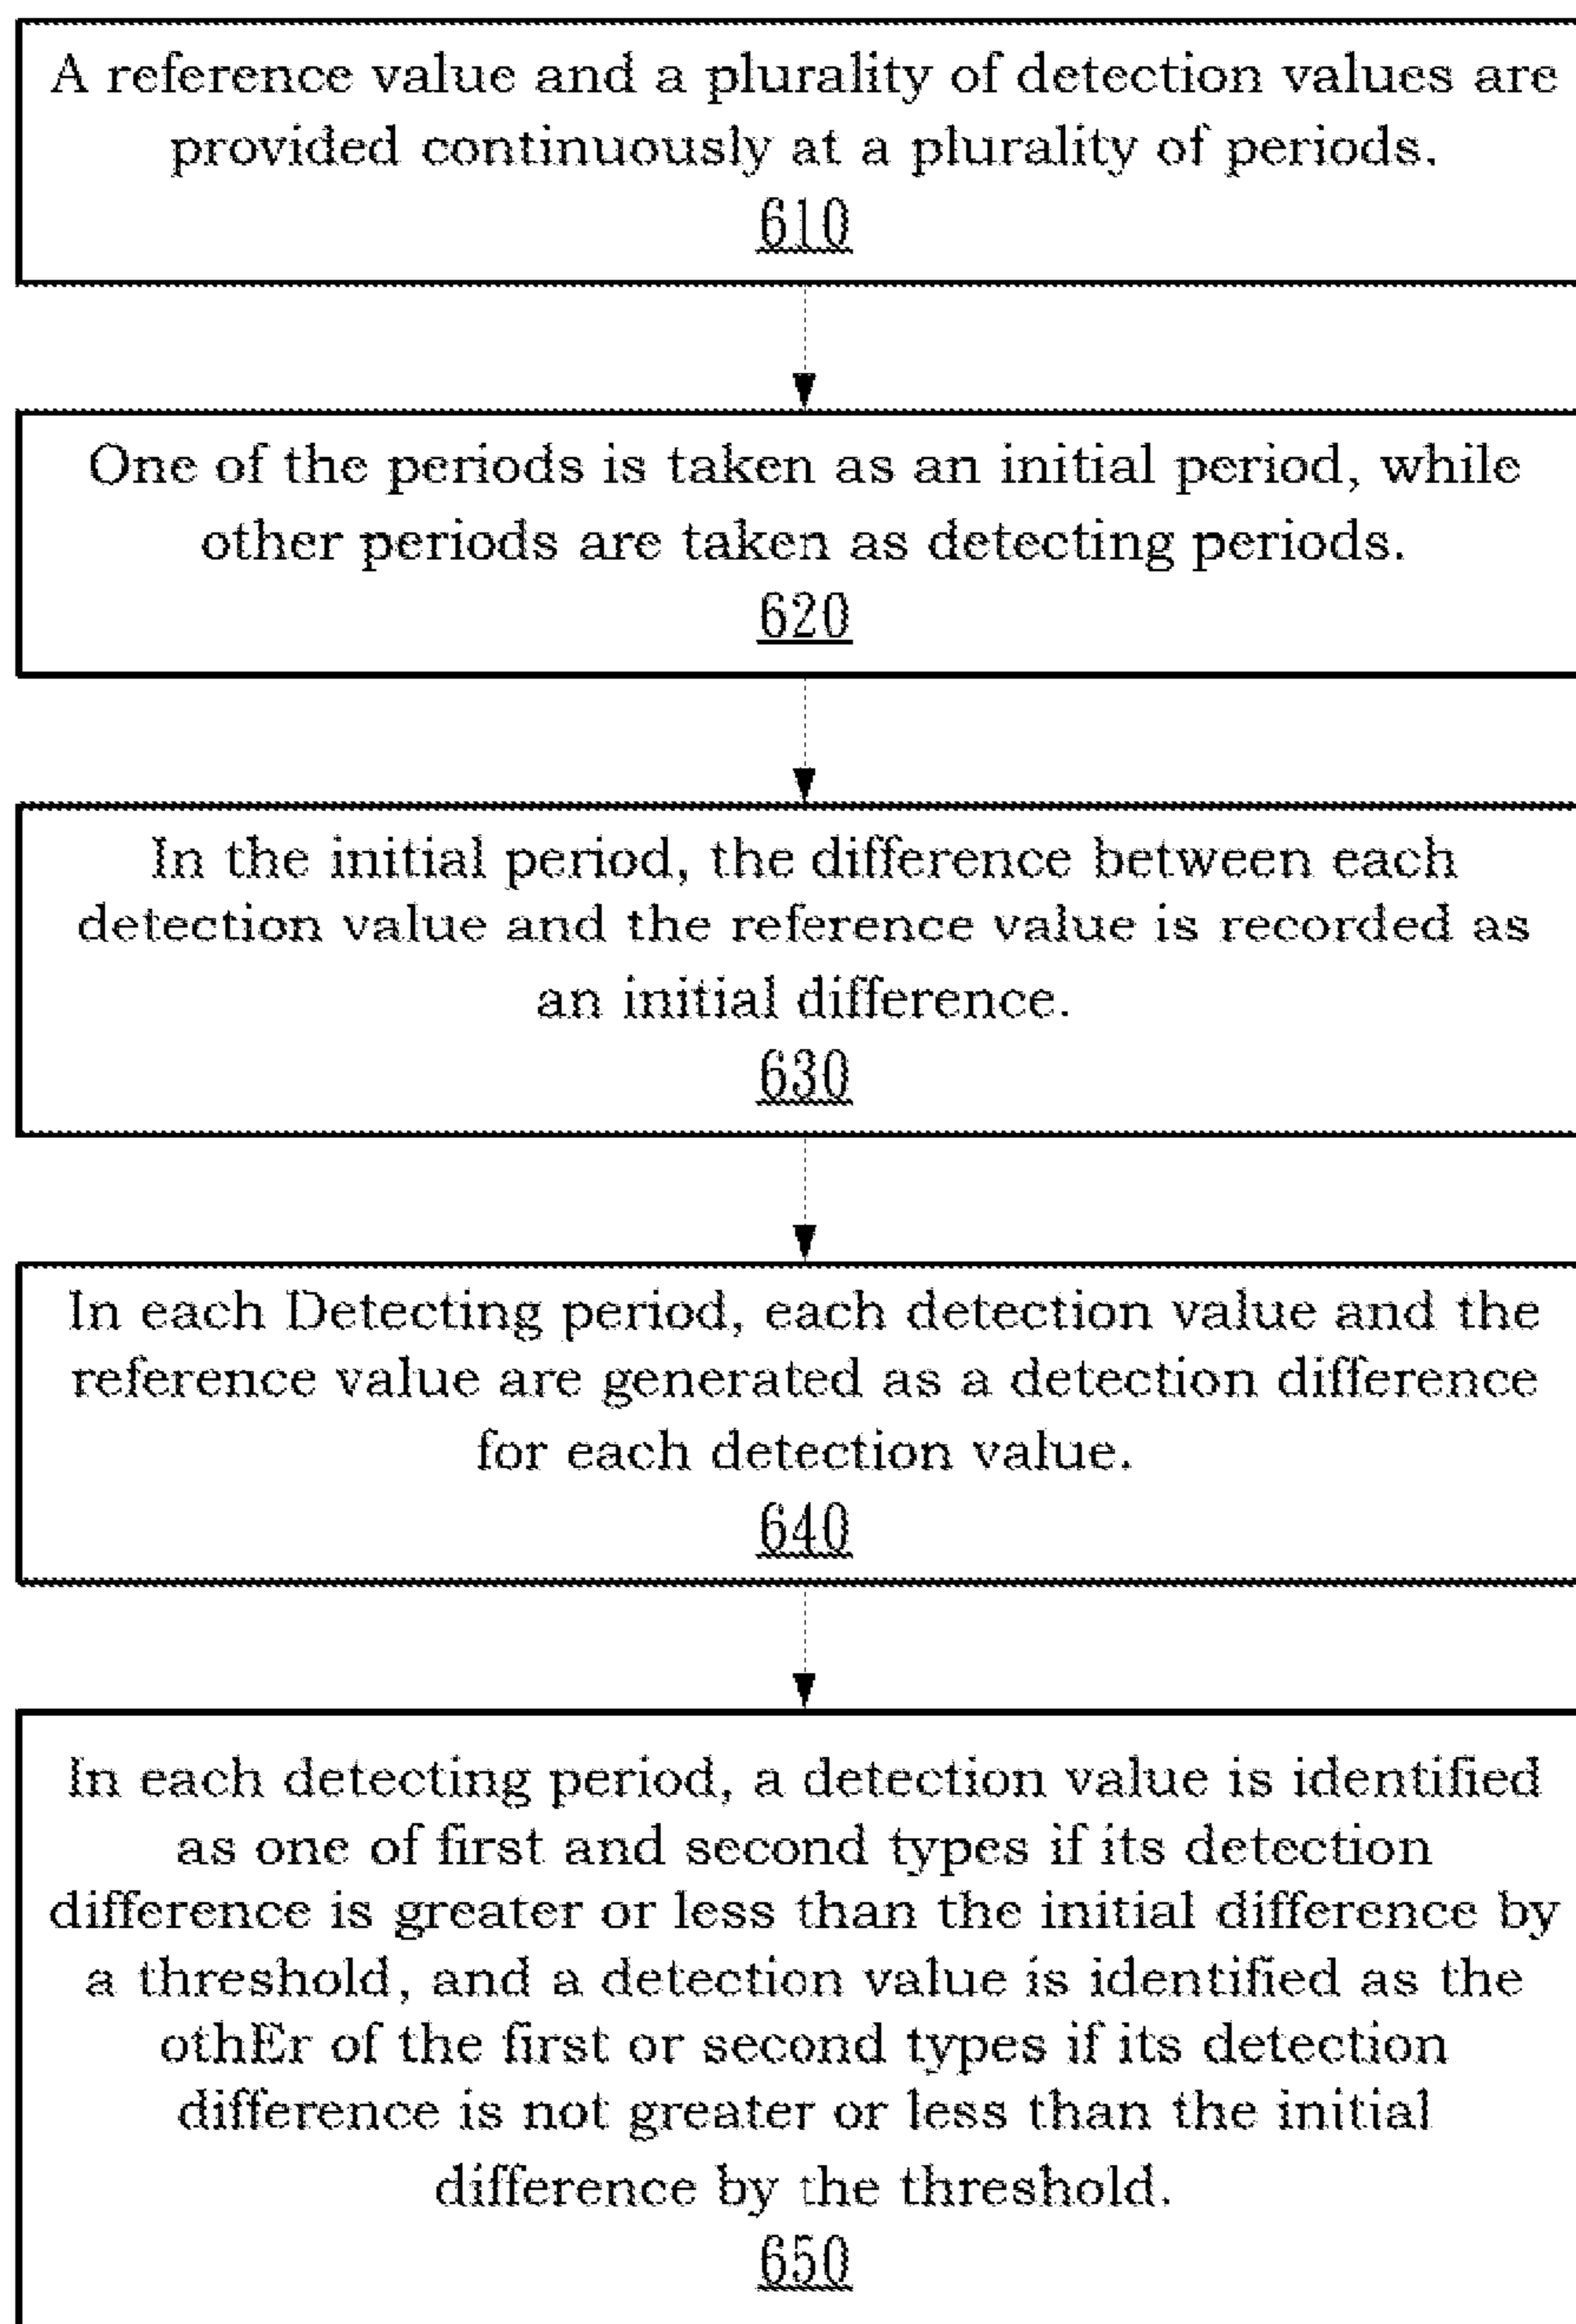 A reference value and a plurality of detection values are
provided continuously at a plurality of periods.
610
One of the periods is taken as an initial period, while
other periods are taken as detecting periods.
620
In the initial period, the difference between each
detection value and the reference value is recorded as
an initial difference.
630
In each Detecting period, each detection value and the
reference value are generated as a detection difference
for each detection value.
640
In each detecting period, a detection value is identified
as one of first and second types if its detection
difference is greater or less than the initial difference by
a threshold, and a detection value is identified as the
othEr of the first or second types if its detection
difference is not greater or less than the initial
difference by the threshold.
650